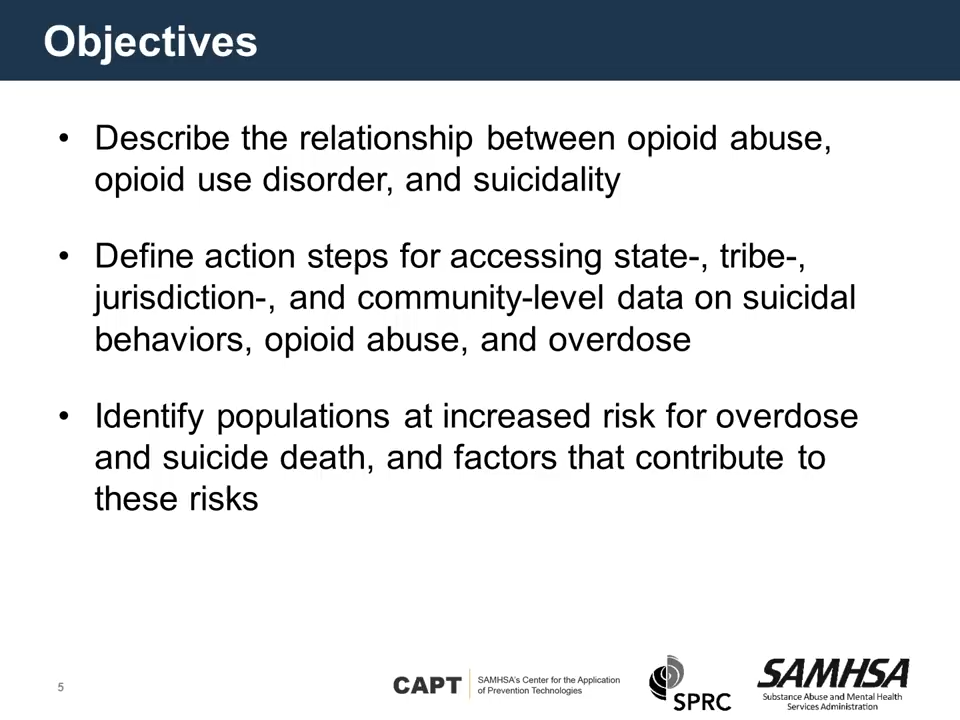 Objectives
• Describe the relationship between opioid abuse,
opioid use disorder, and suicidality
• Define action steps for accessing state-, tribe-,
jurisdiction-, and community-level data on suicidal
behaviors, opioid abuse, and overdose
• Identify populations at increased risk for overdose
and suicide death, and factors that contribute to
these risks
5
CAPT
SAMHSA's Center for the Application
of Prevention Technologies
SPRC
SAMHSA
Substance Abuse and Mental Health
Services Administration